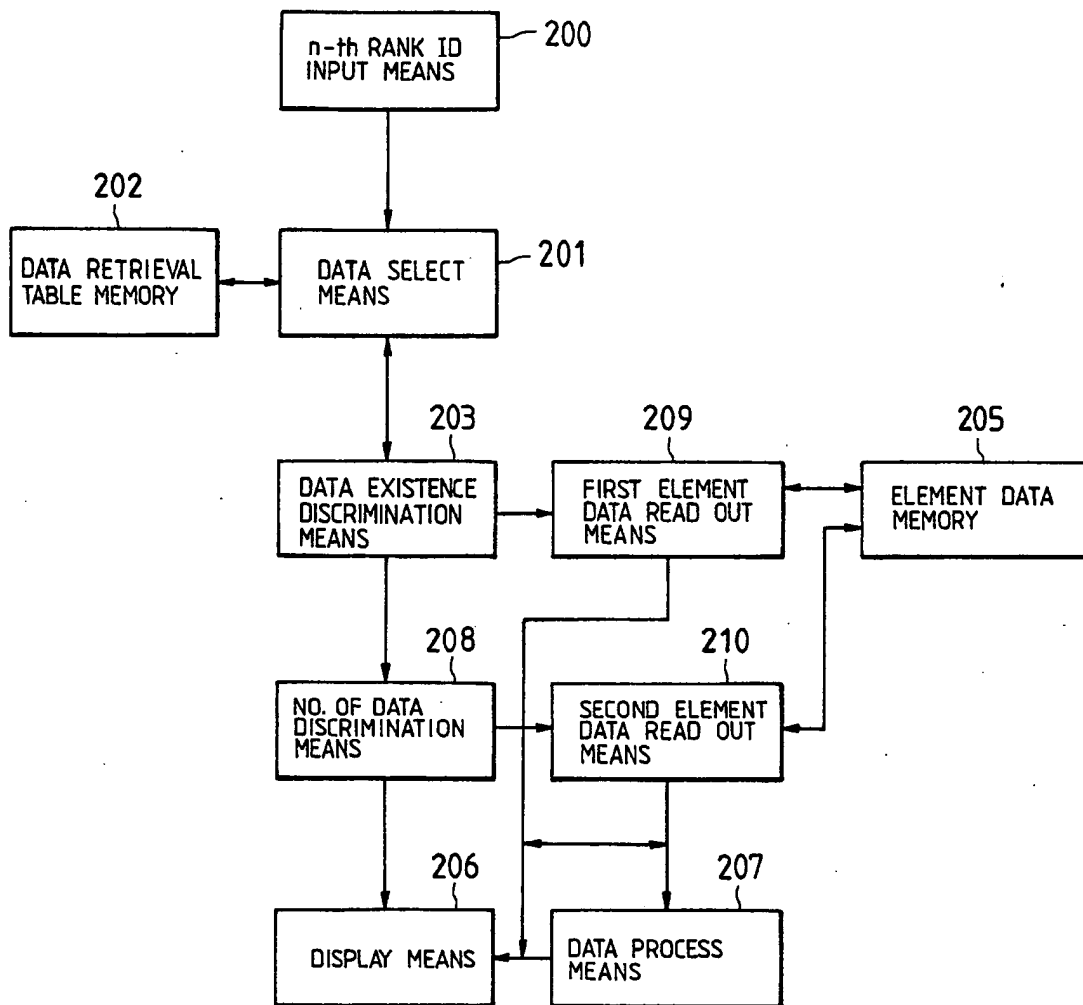 n-th RANK ID
INPUT MEANS
200
202
DATA RETRIEVAL
TABLE MEMORY
DATA SELECT
MEANS
201
203
DATA EXISTENCE
DISCRIMINATION
MEANS
209
FIRST ELEMENT
DATA READ OUT
MEANS
205
ELEMENT DATA
MEMORY
208
NO. OF DATA
DISCRIMINATION
MEANS
210
SECOND ELEMENT
DATA READ OUT
MEANS
206
DISPLAY MEANS
207
DATA PROCESS
MEANS